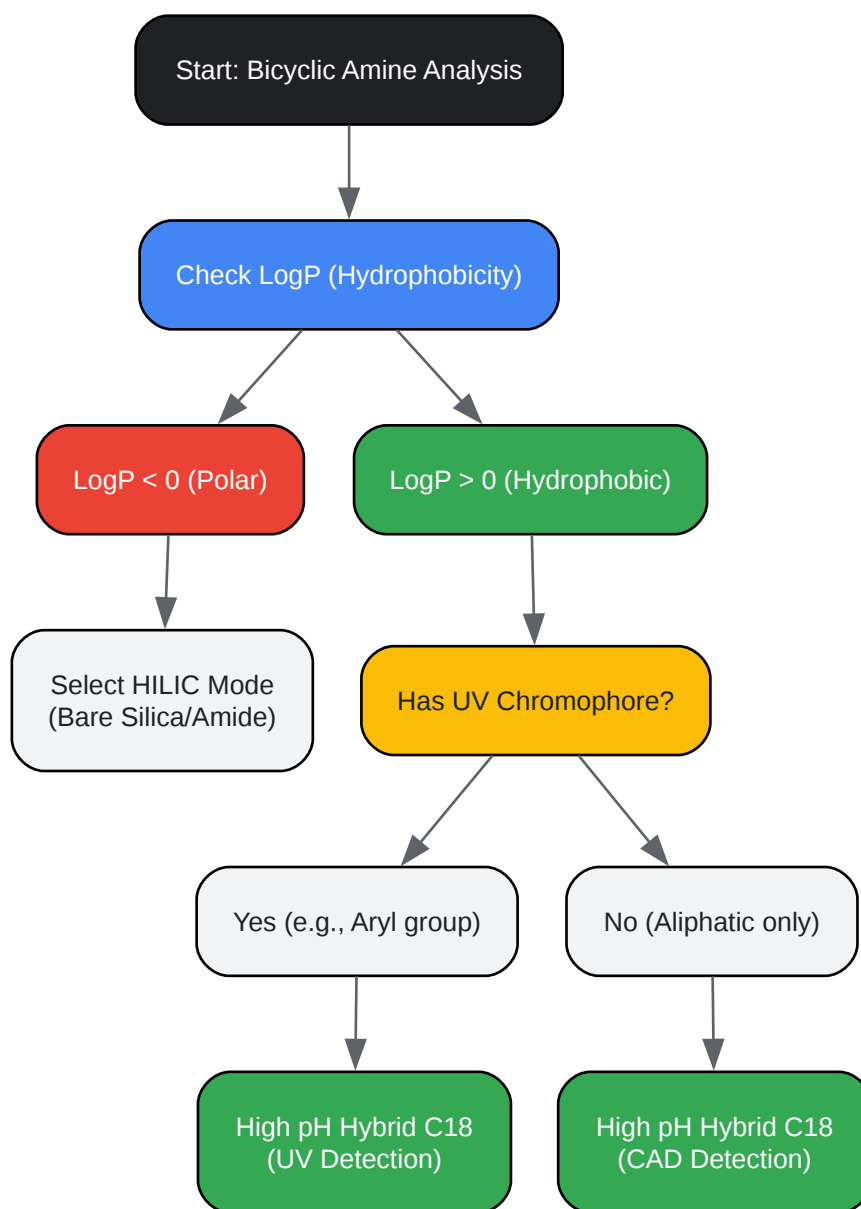 Start: Bicyclic Amine Analysis
Check LogP (Hydrophobicity)
LogP < 0 (Polar)
LogP > 0 (Hydrophobic)
Select HILIC Mode
(Bare Silica/Amide)
Has UV Chromophore?
Yes (e.g., Aryl group)
No (Aliphatic only)
High pH Hybrid C18
(UV Detection)
High pH Hybrid C18
(CAD Detection)